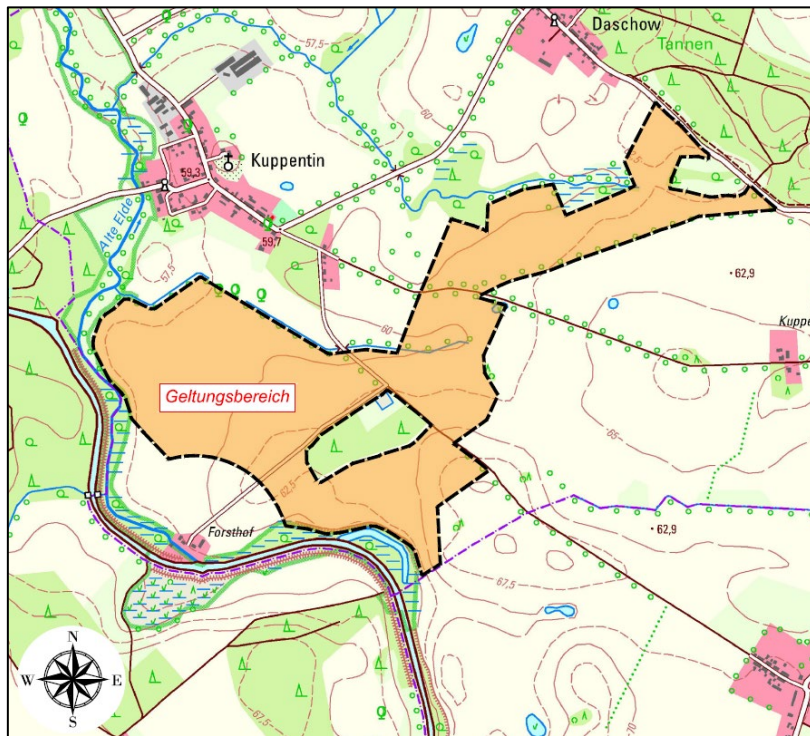 Daschow
57,5
Tannen
60
Kuppentin
59,3
Alte Elde
59,7
57,5
62,9
60
Kuppe
Geltungsbereich
65
62,5
Forsthof
62,9
67,5
N
W E
S
67,5
70